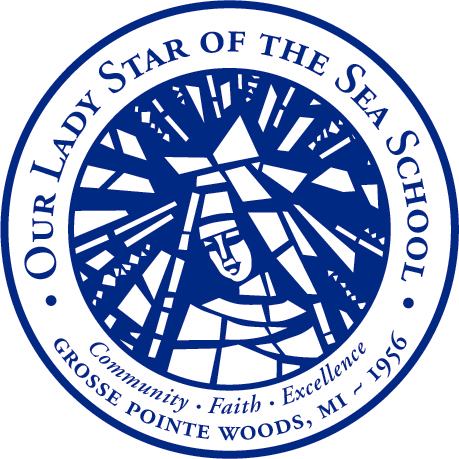 Our Lady Star of the Sea School
Community · Faith · Excellence
Grosse Pointe Woods, MI ~ 1956